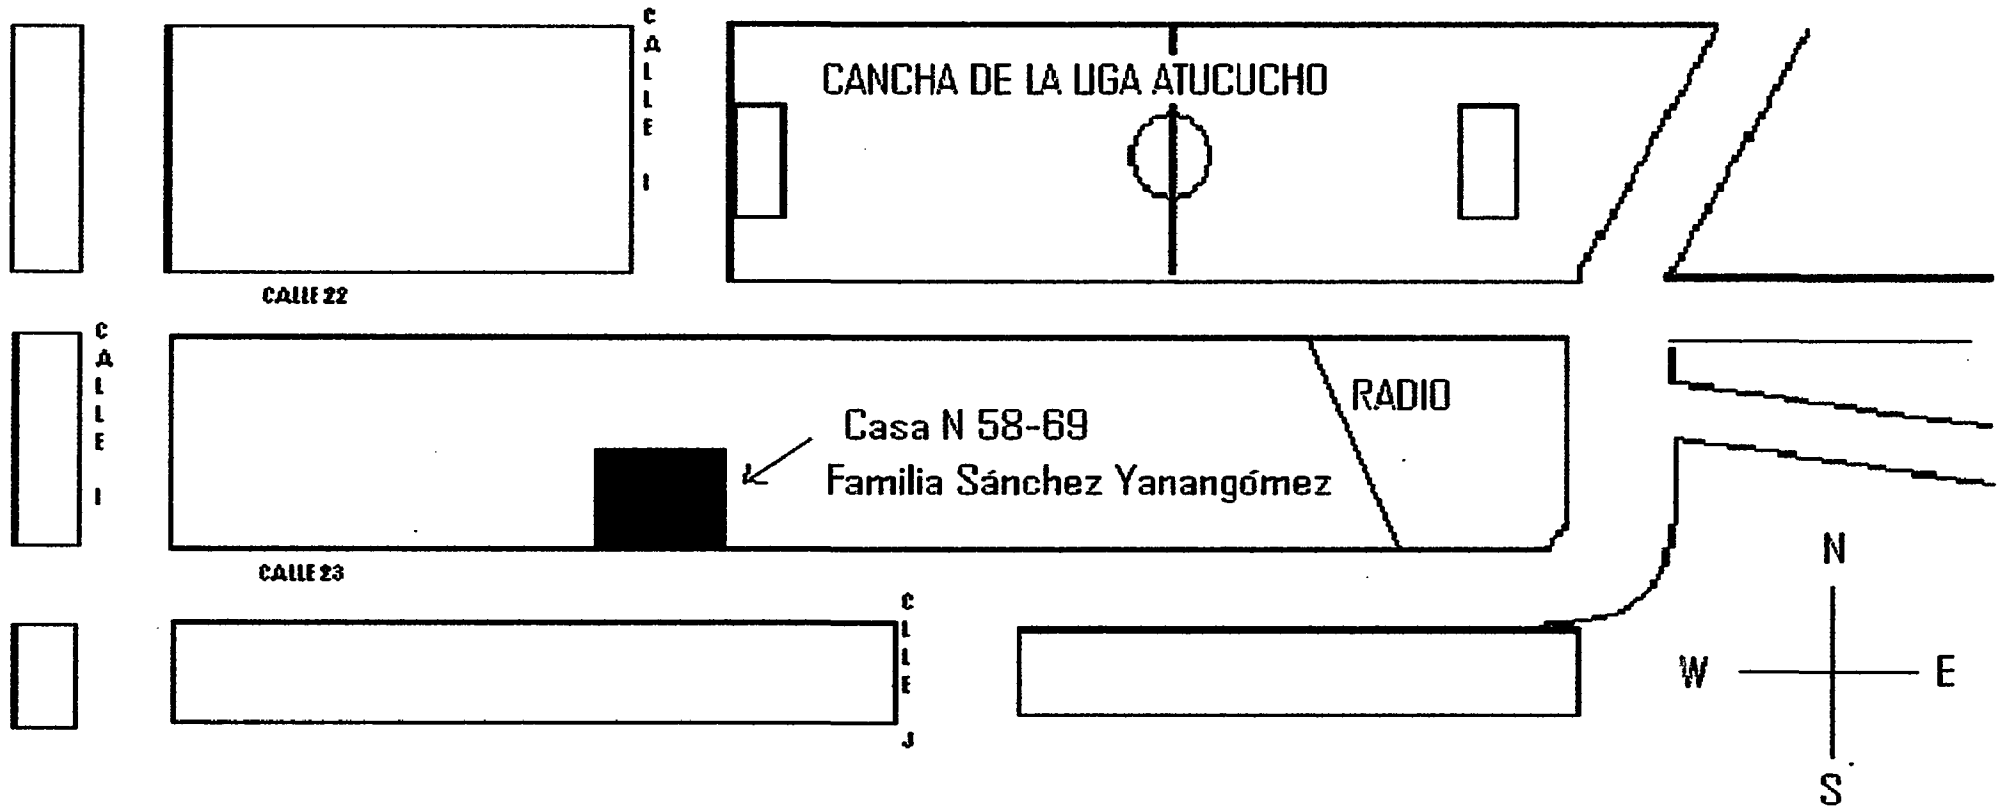 CALLE I
CANCHA DE LA LIGA ATUCUCHO
CALLE 22
CALLE I
RADIO
Casa N 58-69
Familia Sánchez Yanangómez
CALLE 23
CLLE J
N
W E
S